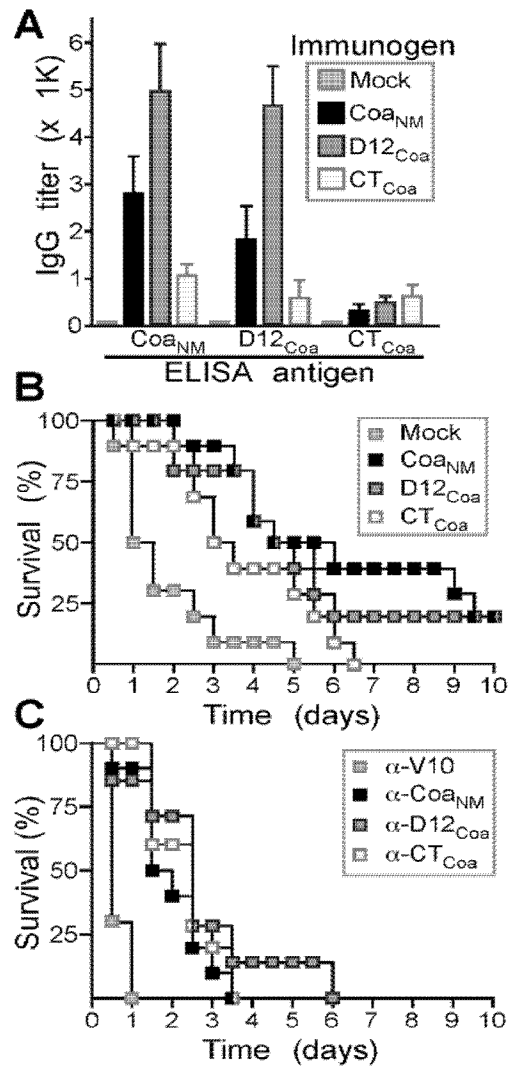 A
IgG titer (x 1K)
6
5
4
3
2
1
0
Immunogen
Mock
CoaNM
D12Coa
CTCoa
CoaNM D12Coa CTCoa
ELISA antigen
B
Survival (%)
100
75
50
25
Mock
CoaNM
D12Coa
CTCoa
0 1 2 3 4 5 6 7 8 9 10
Time (days)
C
Survival (%)
100
75
50
25
α-V10
α-CoaNM
α-D12Coa
α-CTCoa
0 1 2 3 4 5 6 7 8 9 10
Time (days)